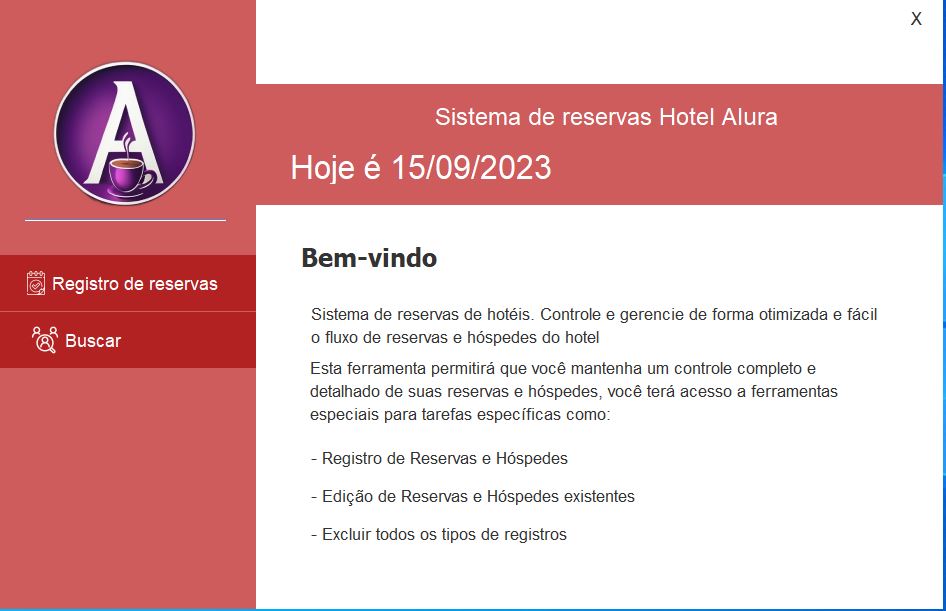 X
A
Sistema de reservas Hotel Alura
Hoje é 15/09/2023
Registro de reservas
Buscar
Bem-vindo
Sistema de reservas de hotéis. Controle e gerencie de forma otimizada e fácil
o fluxo de reservas e hóspedes do hotel
Esta ferramenta permitirá que você mantenha um controle completo e
detalhado de suas reservas e hóspedes, você terá acesso a ferramentas
especiais para tarefas específicas como:
- Registro de Reservas e Hóspedes
- Edição de Reservas e Hóspedes existentes
- Excluir todos os tipos de registros